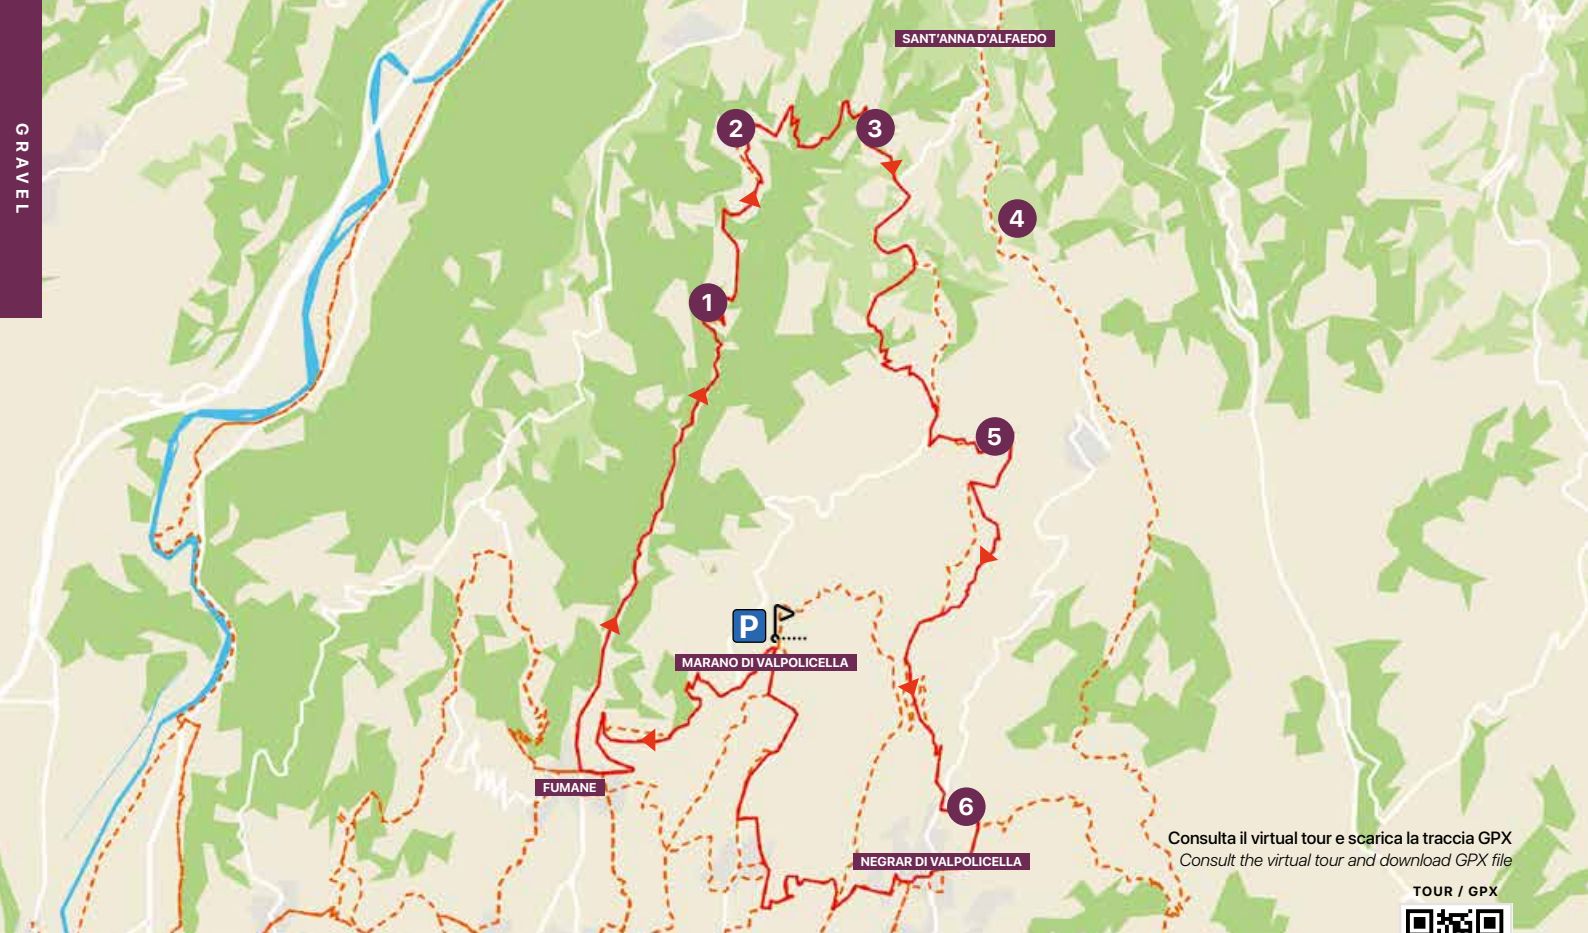 GRAVEL
SANT'ANNA D'ALFAEDO
2
3
4
1
5
P
MARANO DI VALPOLICELLA
FUMANE
6
NEGRAR DI VALPOLICELLA
Consulta il virtual tour e scarica la traccia GPX
Consult the virtual tour and download GPX file
TOUR / GPX